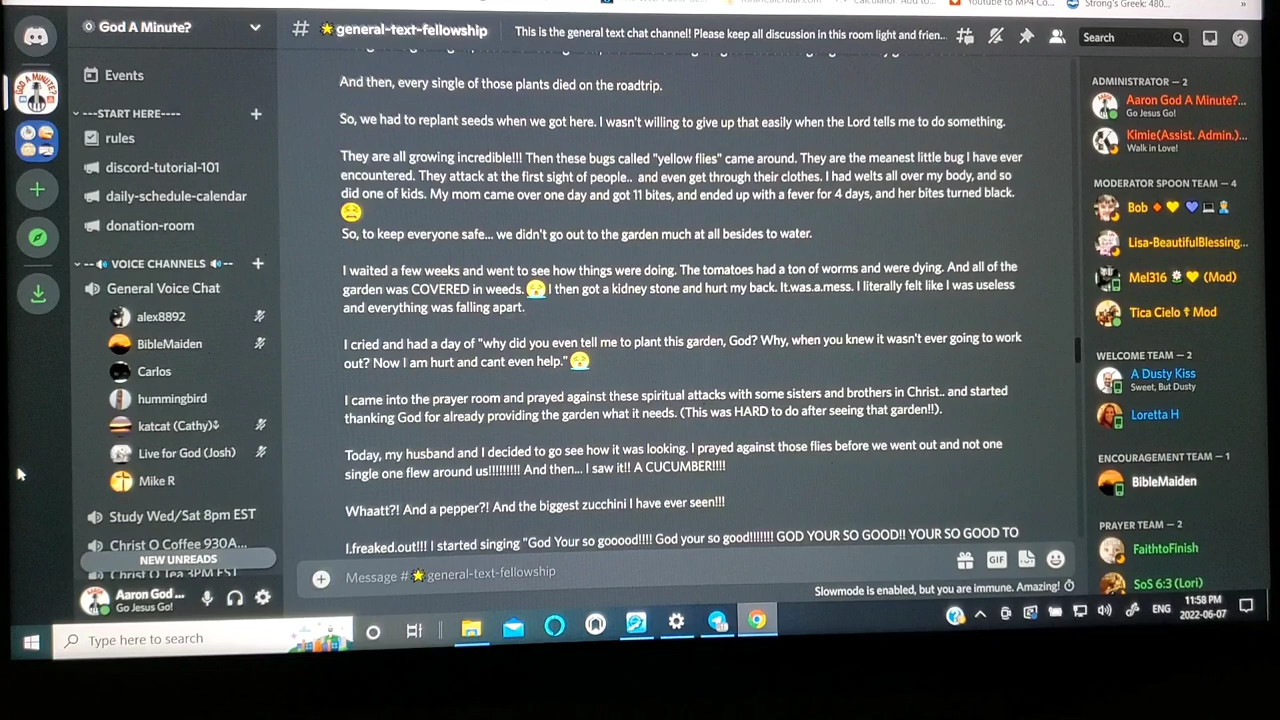 God A Minute?
# general-text-fellowship
This is the general text chat channel! Please keep all discussion in this room light and frien...
Search
Events
---START HERE----
rules
discord-tutorial-101
daily-schedule-calendar
donation-room
VOICE CHANNELS
General Voice Chat
alex8892
BibleMaiden
Carlos
hummingbird
katcat (Cathy)
Live for God (Josh)
Mike R
Study Wed/Sat 8pm EST
Christ O Coffee 930A...
NEW UNREADS
Christ O Tea 3PM EST
Aaron God ...
Go Jesus Go!
And then, every single of those plants died on the roadtrip.
So, we had to replant seeds when we got here. I wasn't willing to give up that easily when the Lord tells me to do something.
They are all growing incredible!!! Then these bugs called "yellow flies" came around. They are the meanest little bug I have ever
encountered. They attack at the first sight of people.. and even get through their clothes. I had welts all over my body, and so
did one of kids. My mom came over one day and got 11 bites, and ended up with a fever for 4 days, and her bites turned black.
So, to keep everyone safe... we didn't go out to the garden much at all besides to water.
I waited a few weeks and went to see how things were doing. The tomatoes had a ton of worms and were dying. And all of the
garden was COVERED in weeds. I then got a kidney stone and hurt my back. It.was.a.mess. I literally felt like I was useless
and everything was falling apart.
I cried and had a day of "why did you even tell me to plant this garden, God? Why, when you knew it wasn't ever going to work
out? Now I am hurt and cant even help."
I came into the prayer room and prayed against these spiritual attacks with some sisters and brothers in Christ.. and started
thanking God for already providing the garden what it needs. (This was HARD to do after seeing that garden!!).
Today, my husband and I decided to go see how it was looking. I prayed against those flies before we went out and not one
single one flew around us!!!!!!!!! And then... I saw it!! A CUCUMBER!!!!
Whaatt?! And a pepper?! And the biggest zucchini I have ever seen!!!
I.freaked.out!!! I started singing "God Your so gooood!!!! God your so good!!!!!!! GOD YOUR SO GOOD!! YOUR SO GOOD TO
Message # general-text-fellowship
GIF
Slowmode is enabled, but you are immune. Amazing!
ADMINISTRATOR — 2
Aaron God A Minute?...
Go Jesus Go!
Kimie(Assist. Admin.)...
Walk in Love!
MODERATOR SPOON TEAM — 4
Bob
Lisa-BeautifulBlessing...
Mel316 (Mod)
Tica Cielo ✝ Mod
WELCOME TEAM — 2
A Dusty Kiss
Sweet, But Dusty
Loretta H
ENCOURAGEMENT TEAM — 1
BibleMaiden
PRAYER TEAM — 2
FaithtoFinish
SoS 6:3 (Lori)
Type here to search
ENG
11:58 PM
2022-06-07